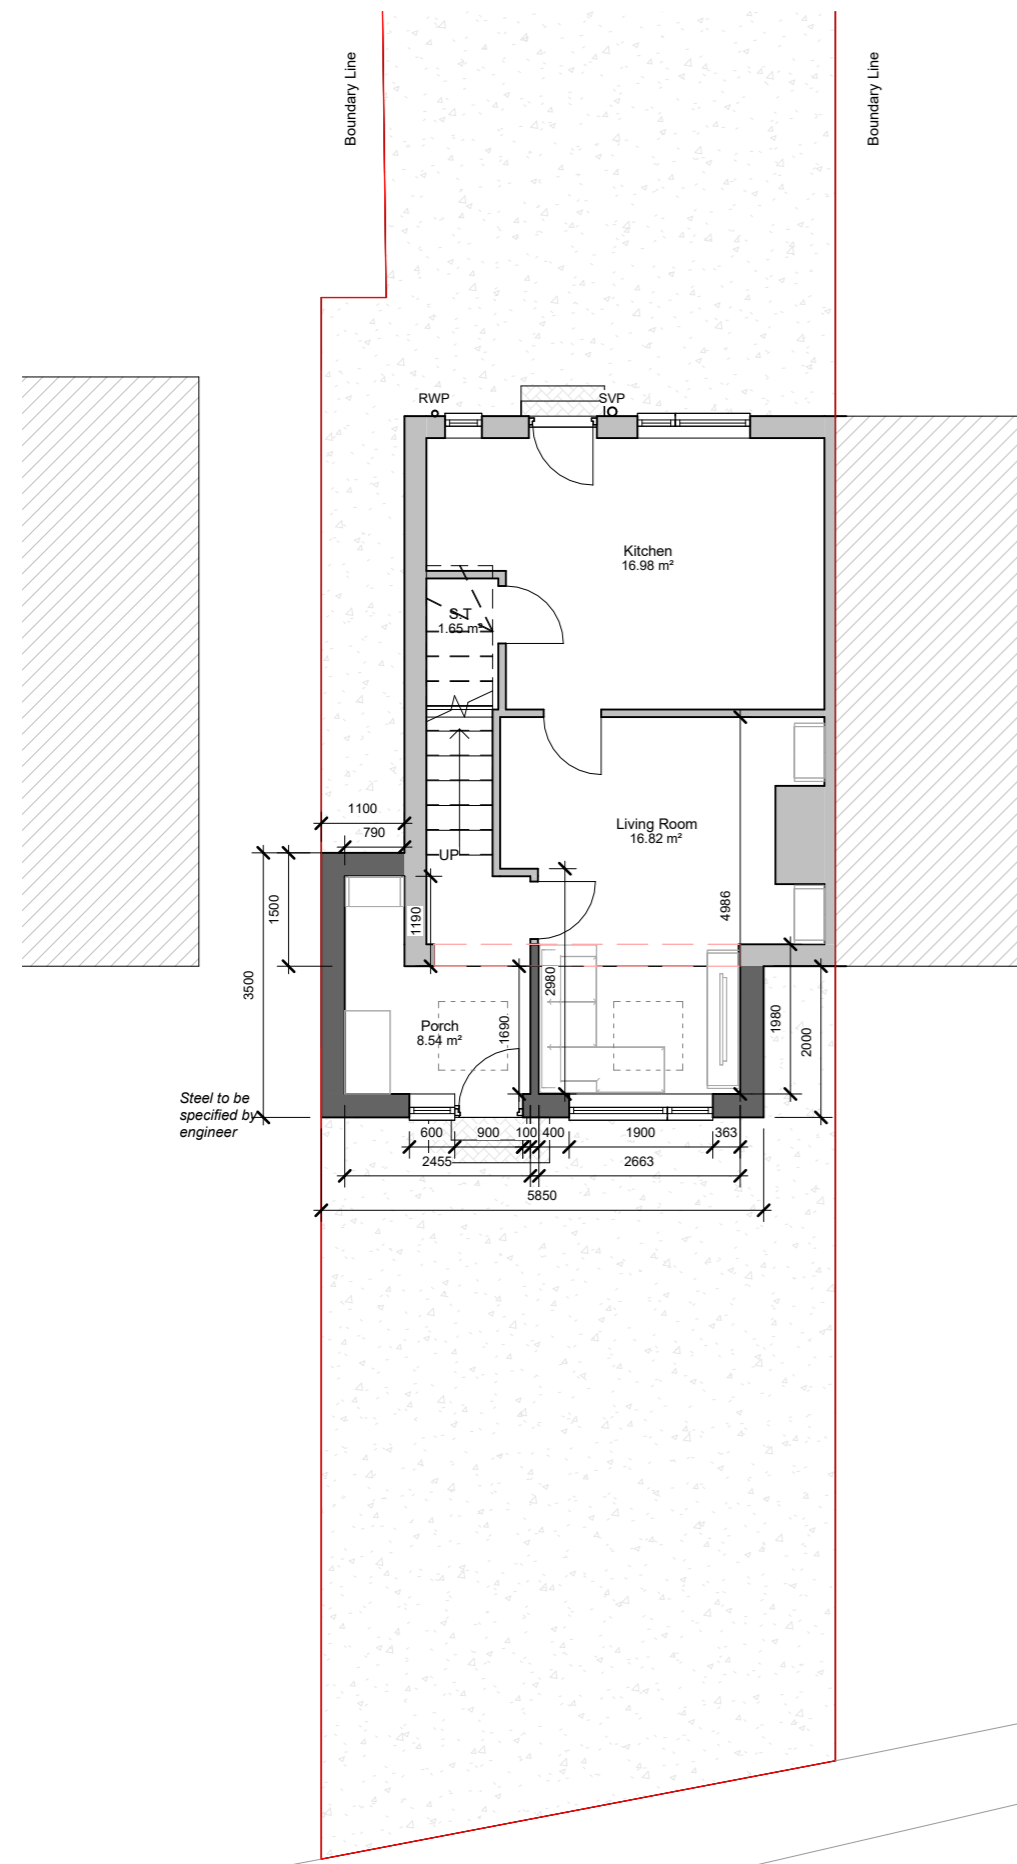 Boundary Line
Boundary Line
RWP
SVP
Kitchen
16.98 m²
S.T
1.65 m²
1100
790
UP
Living Room
16.82 m²
1190
4986
1500
3500
2980
1690
1980
2000
Porch
8.54 m²
Steel to be
specified by
engineer
600
900
100
400
1900
363
2455
2663
5850